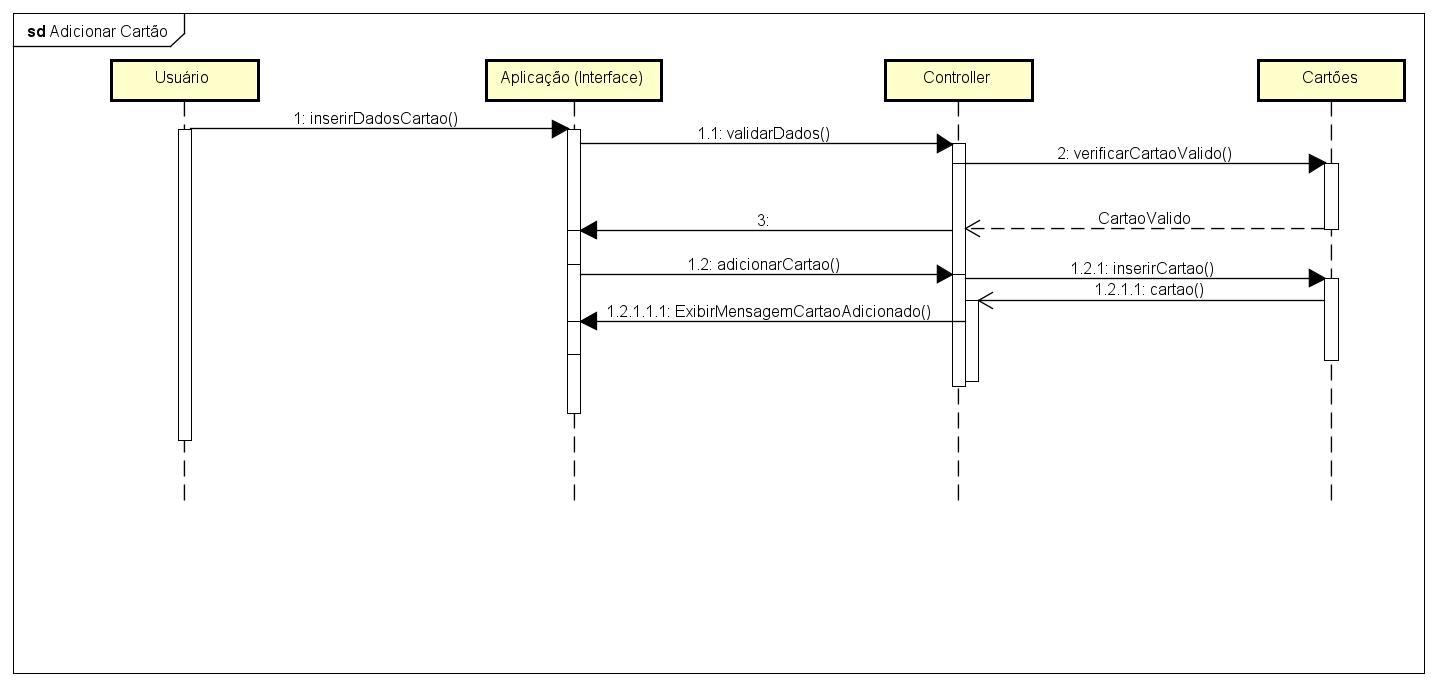 sd Adicionar Cartão
Usuário
Aplicação (Interface)
Controller
Cartões
1: inserirDadosCartao()
1.1: validarDados()
2: verificarCartaoValido()
CartaoValido
3:
1.2: adicionarCartao()
1.2.1: inserirCartao()
1.2.1.1: cartao()
1.2.1.1.1: ExibirMensagemCartaoAdicionado()